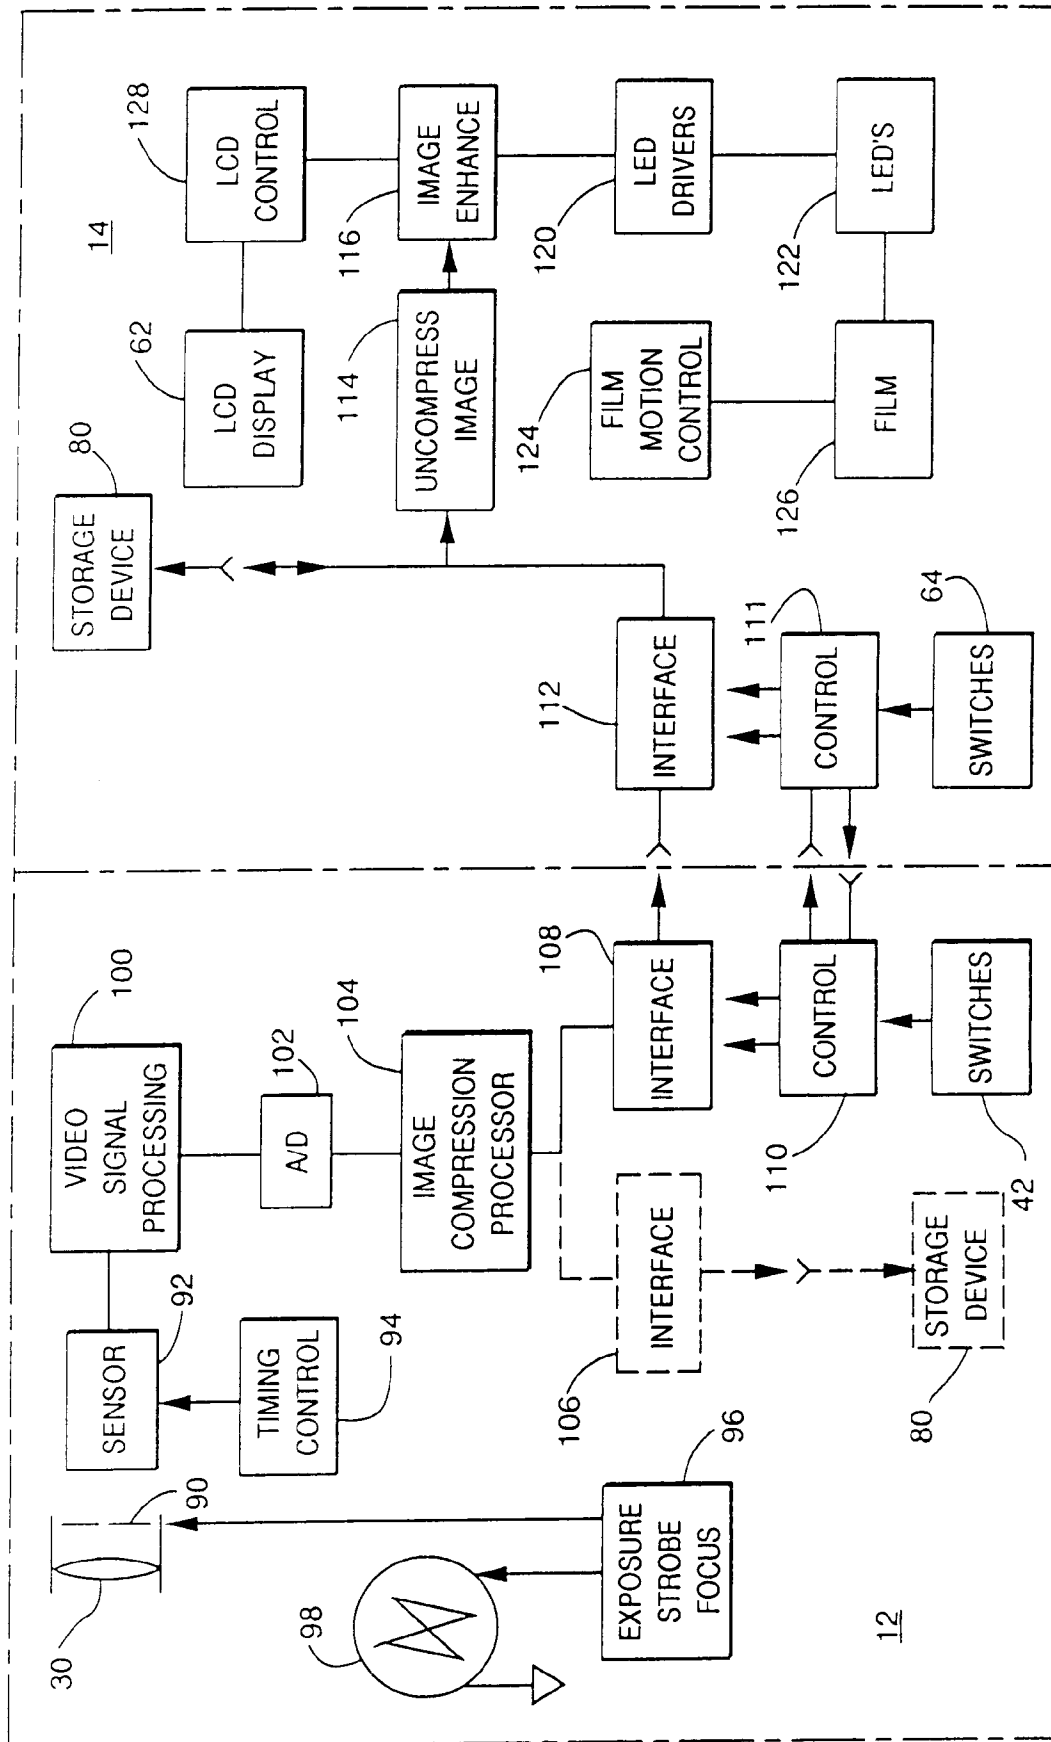 30
90
SENSOR
92
TIMING
CONTROL
94
98
EXPOSURE
STROBE
FOCUS
96
12
VIDEO
SIGNAL
PROCESSING
100
A/D
102
IMAGE
COMPRESSION
PROCESSOR
104
INTERFACE
106
STORAGE
DEVICE
80
INTERFACE
108
CONTROL
110
SWITCHES
42
14
STORAGE
DEVICE
80
LCD
DISPLAY
62
LCD
CONTROL
128
UNCOMPRESS
IMAGE
114
IMAGE
ENHANCE
116
INTERFACE
112
CONTROL
111
SWITCHES
64
FILM
MOTION
CONTROL
124
LED
DRIVERS
120
FILM
126
LED'S
122